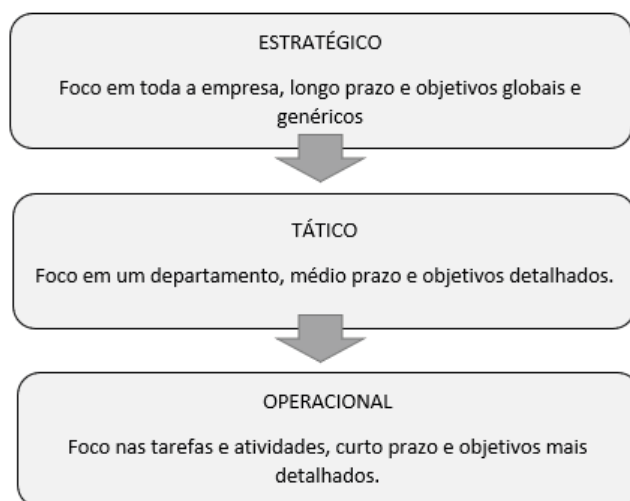 ESTRATÉGICO
Foco em toda a empresa, longo prazo e objetivos globais e
genéricos
TÁTICO
Foco em um departamento, médio prazo e objetivos detalhados.
OPERACIONAL
Foco nas tarefas e atividades, curto prazo e objetivos mais
detalhados.